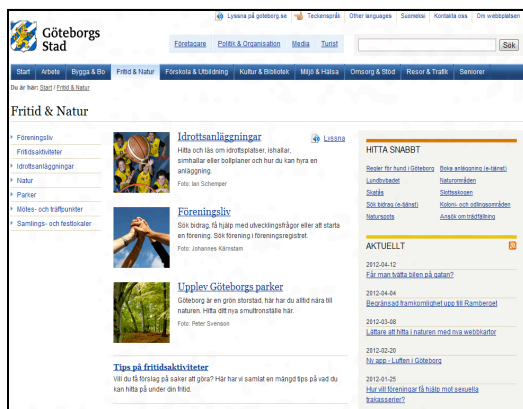 Lyssna på goteborg.se Teckenspråk Other languages Suomeksi Kontakta oss Om webbplatsen
Göteborgs
Stad
Företagare Politik & Organisation Media Turist
Sök
Start Arbete Bygga & Bo Fritid & Natur Förskola & Utbildning Kultur & Bibliotek Miljö & Hälsa Omsorg & Stöd Resor & Trafik Seniorer
Du är här: Start / Fritid & Natur
Fritid & Natur
Föreningsliv
Fritidsaktiviteter
Idrottsanläggningar
Natur
Parker
Mötes- och träffpunkter
Samlings- och festlokaler
Idrottsanläggningar
Lyssna
Hitta och läs om idrottsplatser, ishallar,
simhallar eller bollplaner och hur du kan hyra en
anläggning.
Foto: Ian Schemper
Föreningsliv
Sök bidrag, få hjälp med utvecklingsfrågor eller att starta
en förening. Sök förening i föreningsregistret.
Foto: Johannes Kärnstam
Upplev Göteborgs parker
Göteborg är en grön storstad, här har du alltid nära till
naturen. Hitta ditt nya smultronställe här.
Foto: Peter Svenson
Tips på fritidsaktiviteter
Vill du få förslag på saker att göra? Här har vi samlat en mängd tips på vad du
kan hitta på under din fritid.
HITTA SNABBT
Regler för hund i Göteborg Boka anläggning (e-tjänst)
Lundbybadet Naturområden
Skatås Slottsskogen
Sök bidrag (e-tjänst) Koloni- och odlingsområden
Naturspots Ansök om trädfällning
AKTUELLT
2012-04-12
Får man tvätta bilen på gatan?
2012-04-04
Begränsad framkomlighet upp till Ramberget
2012-03-08
Lättare att hitta i naturen med nya webbkartor
2012-02-20
Ny app - Luften i Göteborg
2012-01-25
Hur vill föreningar få hjälp mot sexuella
trakasserier?